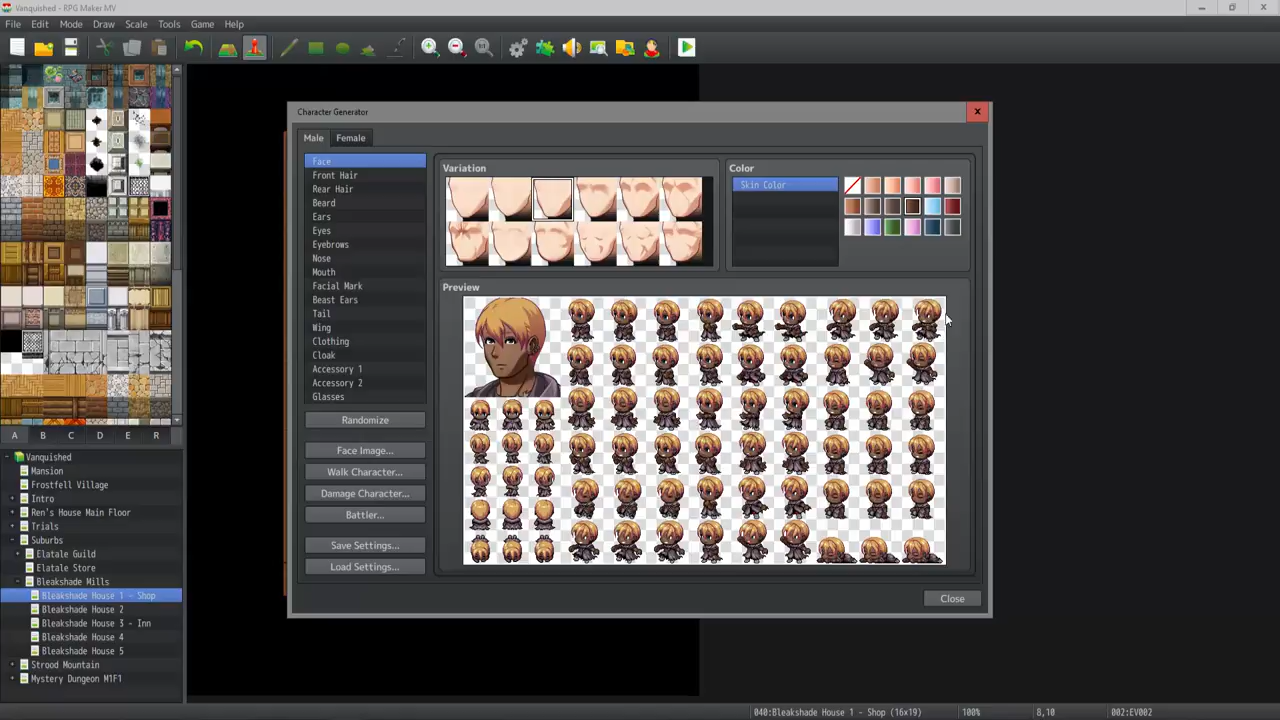 Vanquished - RPG Maker MV
File Edit Mode Draw Scale Tools Game Help
Character Generator
Male Female
Face
Front Hair
Rear Hair
Beard
Ears
Eyes
Eyebrows
Nose
Mouth
Facial Mark
Beast Ears
Tail
Wing
Clothing
Cloak
Accessory 1
Accessory 2
Glasses
Randomize
Face Image...
Walk Character...
Damage Character...
Battler...
Save Settings...
Load Settings...
Variation
Color
Skin Color
Preview
Close
A B C D E R
Vanquished
Mansion
Frostfell Village
Intro
Ren's House Main Floor
Trials
Suburbs
Elatale Guild
Elatale Store
Bleakshade Mills
Bleakshade House 1 - Shop
Bleakshade House 2
Bleakshade House 3 - Inn
Bleakshade House 4
Bleakshade House 5
Strood Mountain
Mystery Dungeon M1F1
040:Bleakshade House 1 - Shop (16x19) 100% 8,10 002:EV002